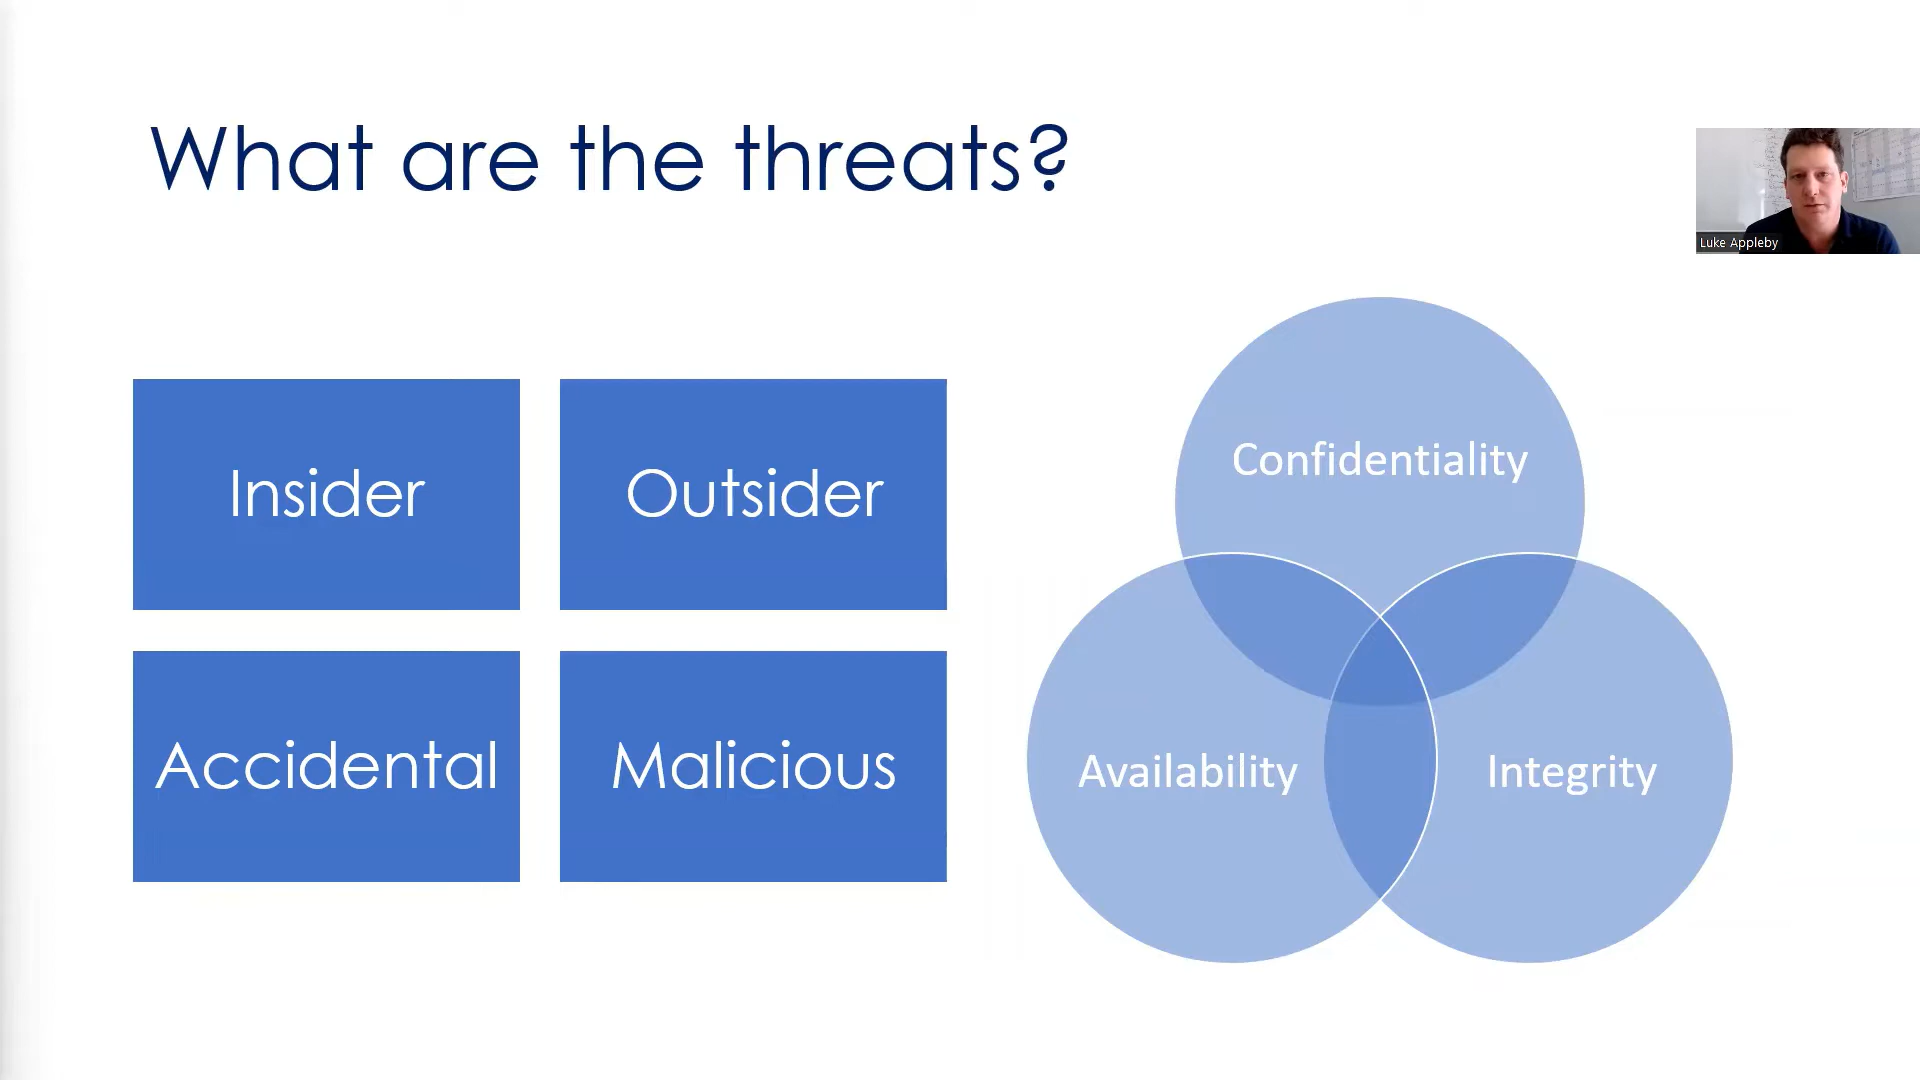 What are the threats?
Luke Appleby
Insider
Outsider
Accidental
Malicious
Confidentiality
Availability
Integrity